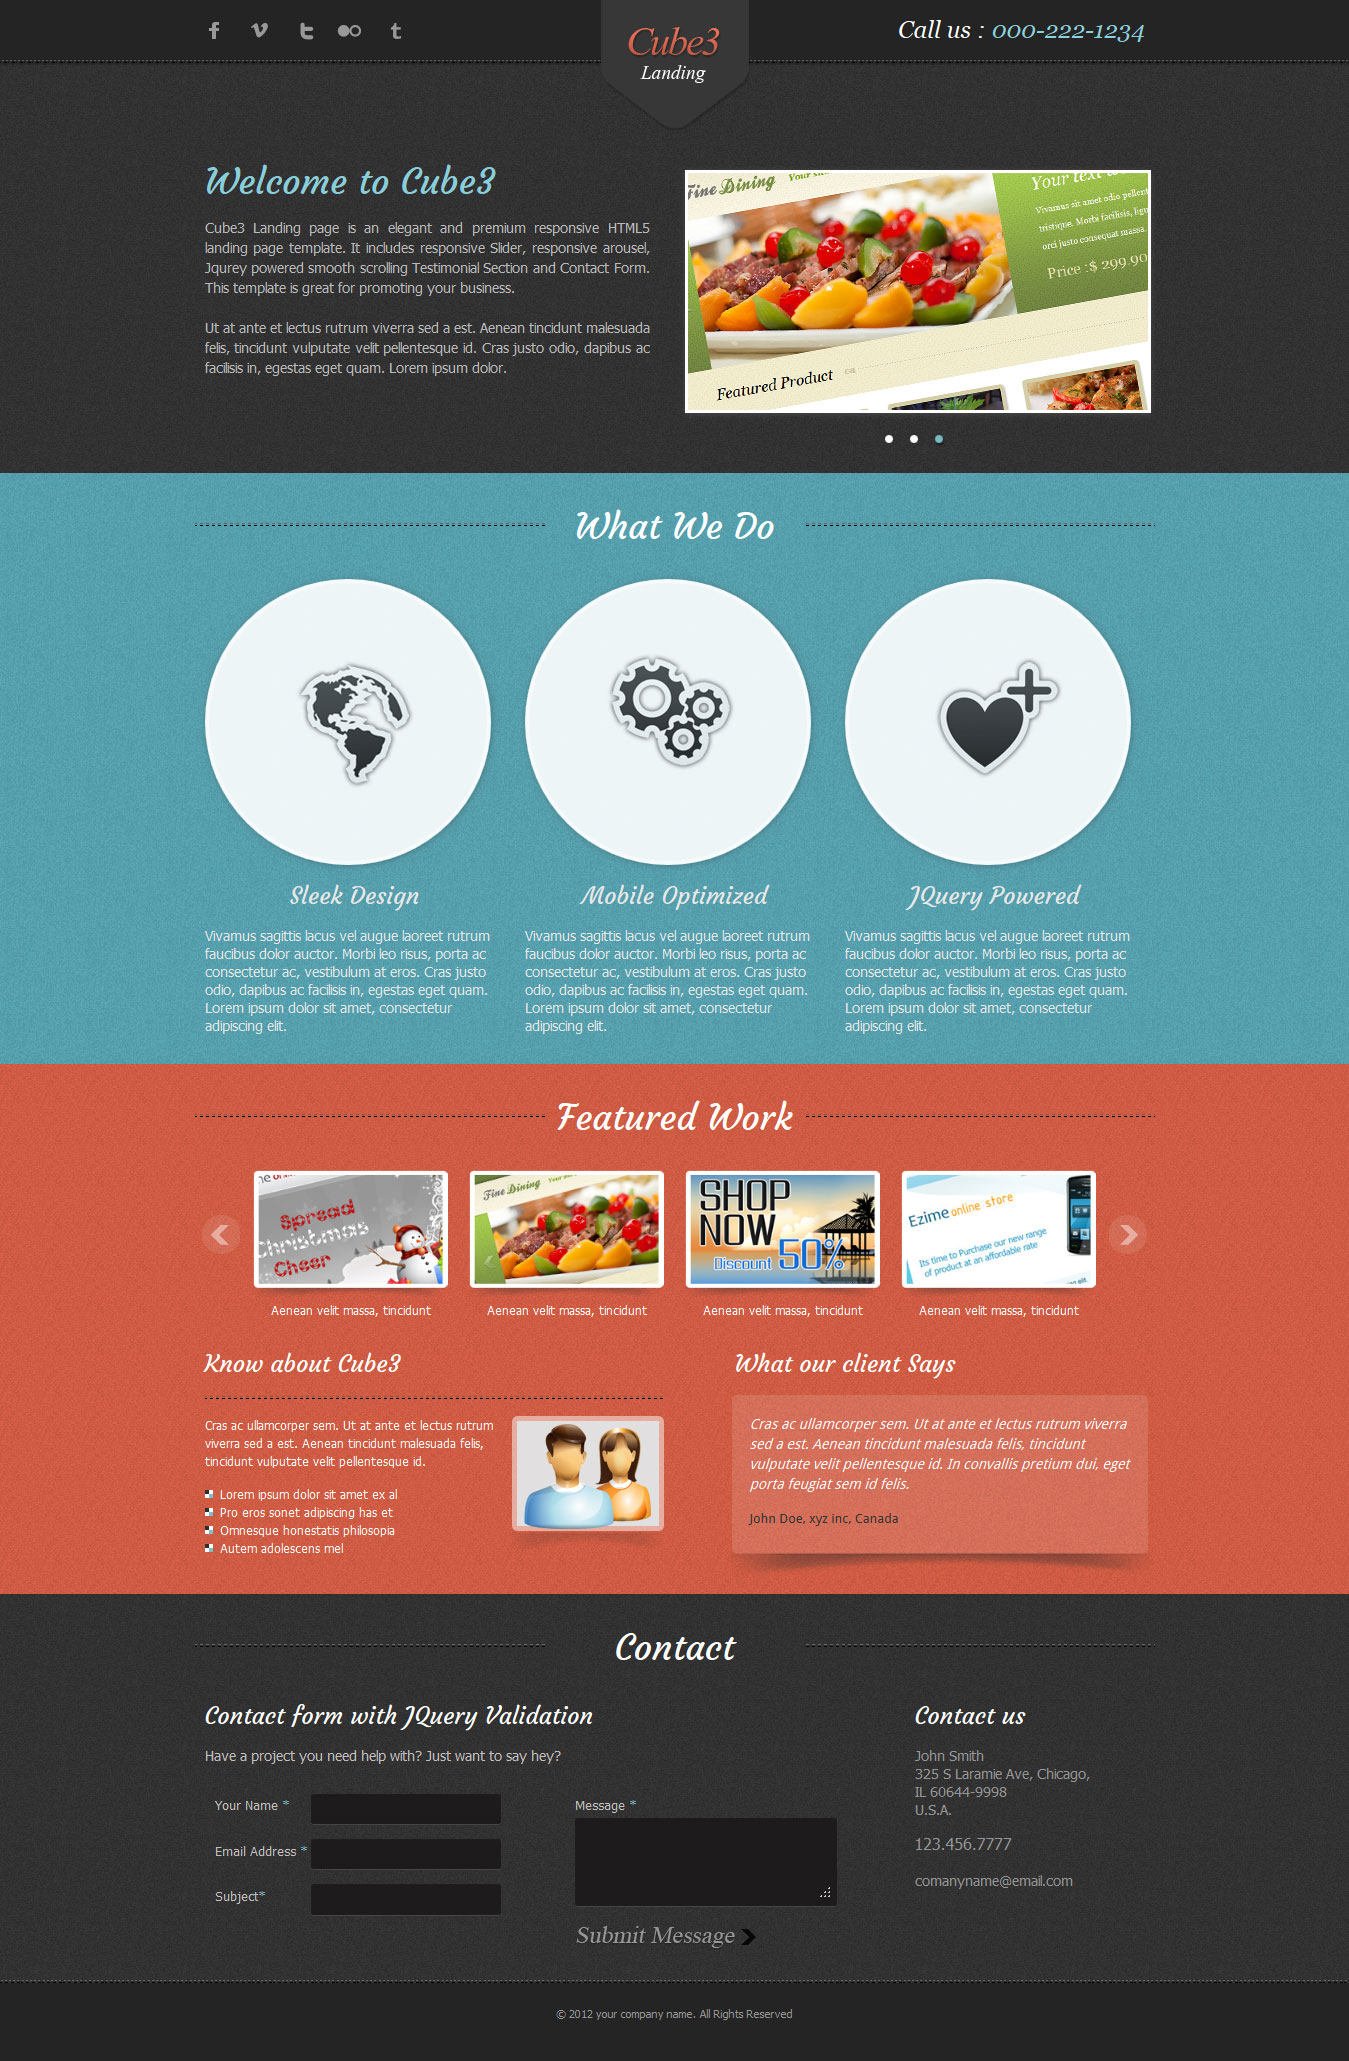 Call us : 000-222-1234
Cube3
Landing
Welcome to Cube3
Cube3 Landing page is an elegant and premium responsive HTML5
landing page template. It includes responsive Slider, responsive arousel,
Jqurey powered smooth scrolling Testimonial Section and Contact Form.
This template is great for promoting your business.
Ut at ante et lectus rutrum viverra sed a est. Aenean tincidunt malesuada
felis, tincidunt vulputate velit pellentesque id. Cras justo odio, dapibus ac
facilisis in, egestas eget quam. Lorem ipsum dolor.
Fine Dining
Your text
Vivamus sit amet odio
tristique. Morbi facilisis,
orci justo consequat massa.
Price :$ 299.90
Featured Product
What We Do
Sleek Design
Vivamus sagittis lacus vel augue laoreet rutrum
faucibus dolor auctor. Morbi leo risus, porta ac
consectetur ac, vestibulum at eros. Cras justo
odio, dapibus ac facilisis in, egestas eget quam.
Lorem ipsum dolor sit amet, consectetur
adipiscing elit.
Mobile Optimized
Vivamus sagittis lacus vel augue laoreet rutrum
faucibus dolor auctor. Morbi leo risus, porta ac
consectetur ac, vestibulum at eros. Cras justo
odio, dapibus ac facilisis in, egestas eget quam.
Lorem ipsum dolor sit amet, consectetur
adipiscing elit.
JQuery Powered
Vivamus sagittis lacus vel augue laoreet rutrum
faucibus dolor auctor. Morbi leo risus, porta ac
consectetur ac, vestibulum at eros. Cras justo
odio, dapibus ac facilisis in, egestas eget quam.
Lorem ipsum dolor sit amet, consectetur
adipiscing elit.
Featured Work
Spread
Christmas
Cheer
Aenean velit massa, tincidunt
Fine Dining
Aenean velit massa, tincidunt
SHOP
NOW
Discount 50%
Aenean velit massa, tincidunt
Ezime online store
Its time to Purchase our new range
of product at an affordable rate
Aenean velit massa, tincidunt
Know about Cube3
Cras ac ullamcorper sem. Ut at ante et lectus rutrum
viverra sed a est. Aenean tincidunt malesuada felis,
tincidunt vulputate velit pellentesque id.
Lorem ipsum dolor sit amet ex al
Pro eros sonet adipiscing has et
Omnesque honestatis philosopia
Autem adolescens mel
What our client Says
Cras ac ullamcorper sem. Ut at ante et lectus rutrum viverra
sed a est. Aenean tincidunt malesuada felis, tincidunt
vulputate velit pellentesque id. In convallis pretium dui, eget
porta feugiat sem id felis.
John Doe, xyz inc, Canada
Contact
Contact form with JQuery Validation
Have a project you need help with? Just want to say hey?
Your Name *
Email Address *
Subject*
Message *
Submit Message
Contact us
John Smith
325 S Laramie Ave, Chicago,
IL 60644-9998
U.S.A.
123.456.7777
comanyname@email.com
© 2012 your company name. All Rights Reserved